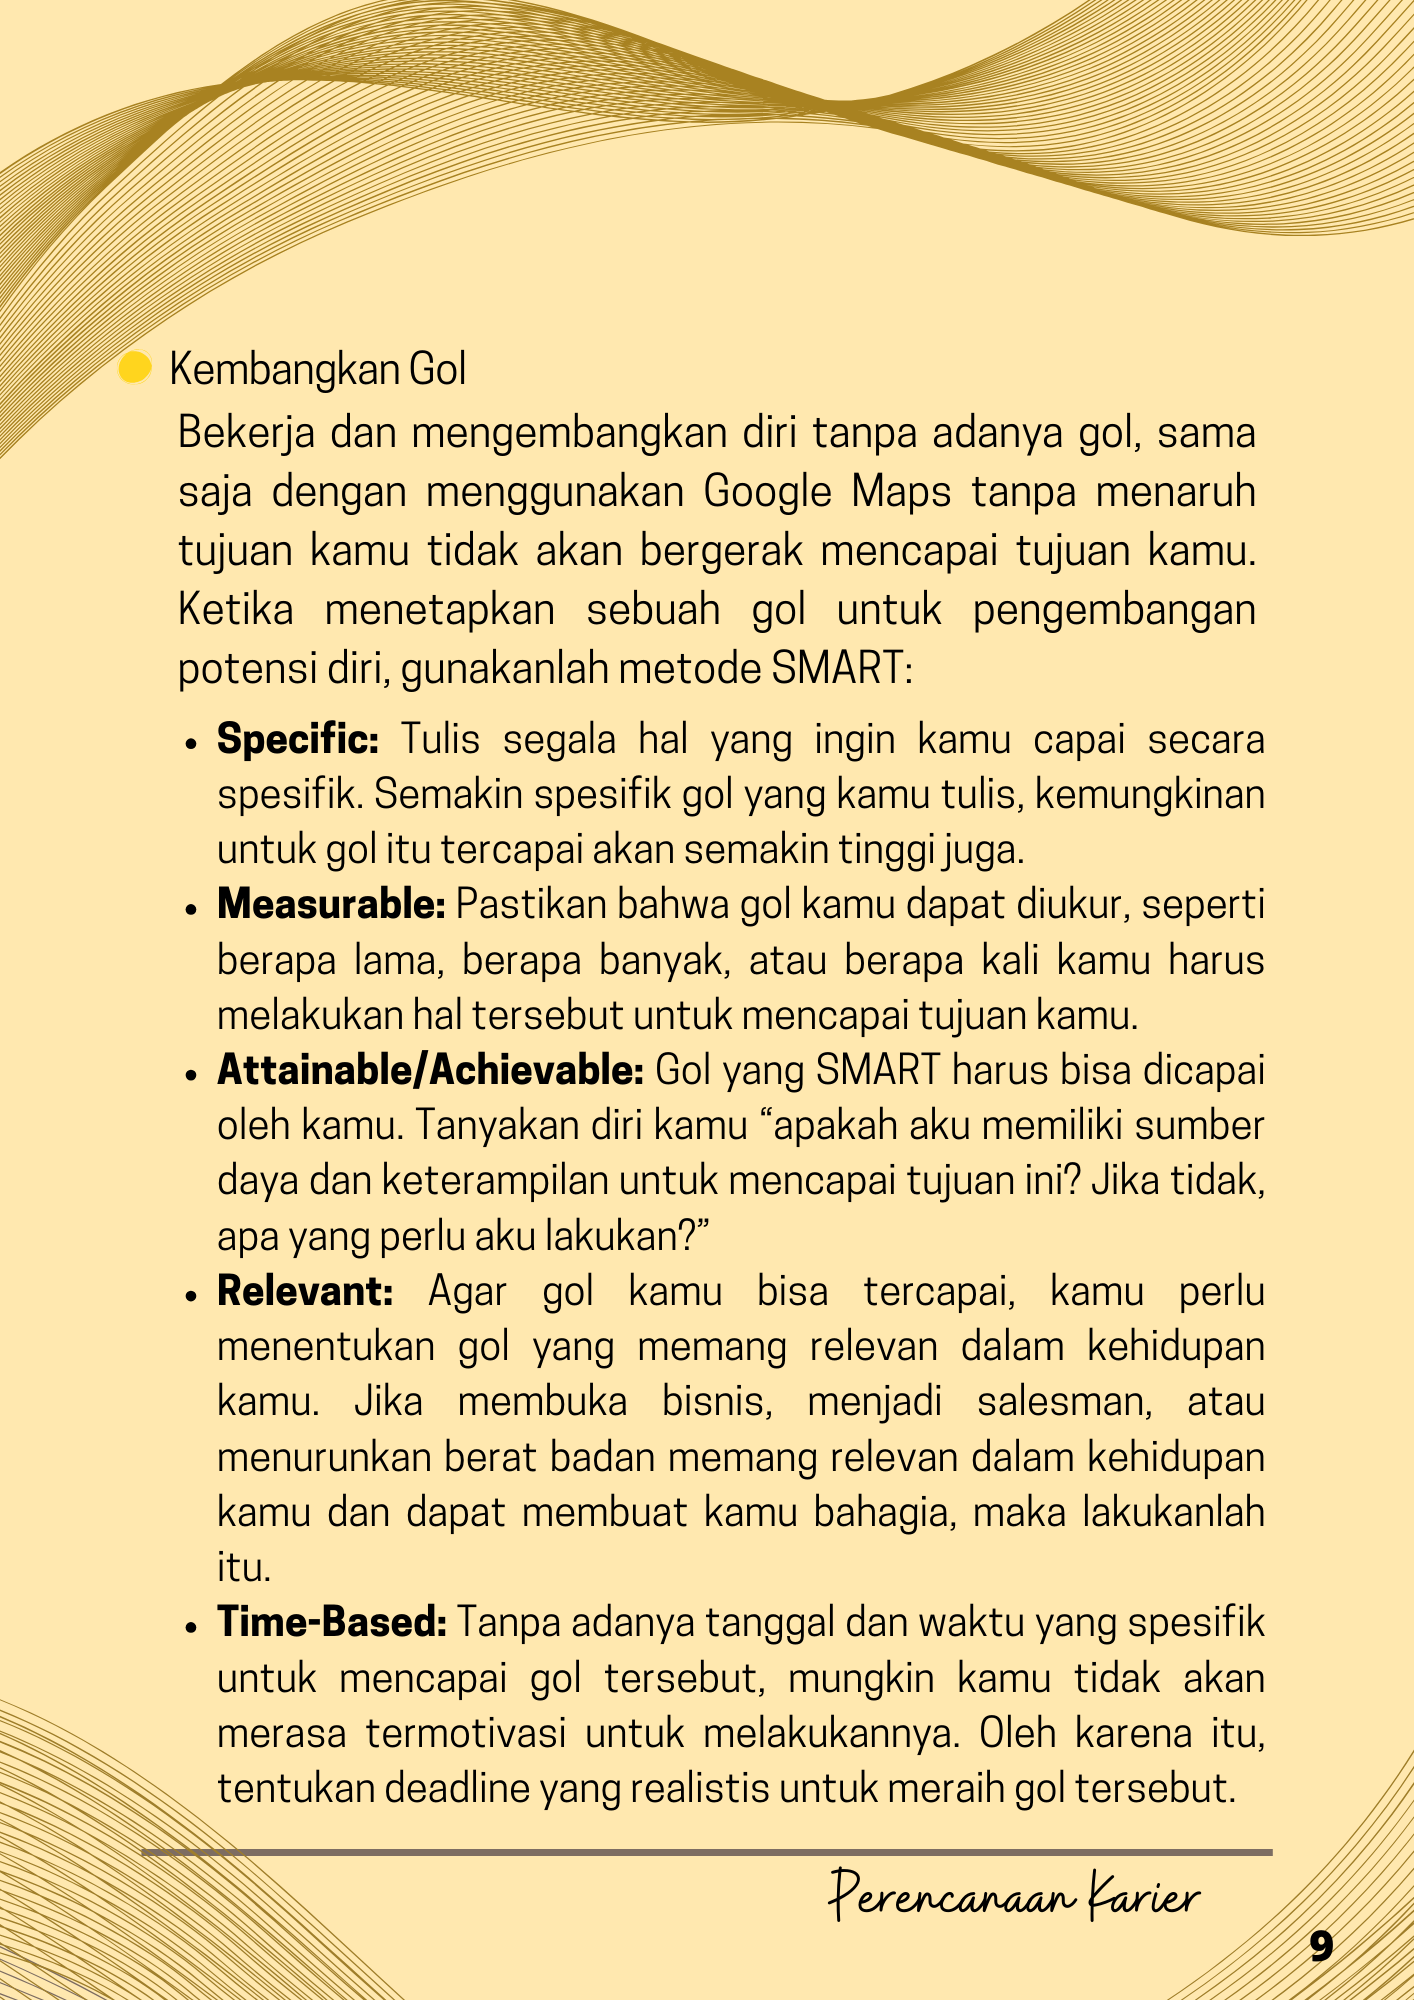 Kembangkan Gol
Bekerja dan mengembangkan diri tanpa adanya gol, sama
saja dengan menggunakan Google Maps tanpa menaruh
tujuan kamu tidak akan bergerak mencapai tujuan kamu.
Ketika menetapkan sebuah gol untuk pengembangan
potensi diri, gunakanlah metode SMART:
• Specific: Tulis segala hal yang ingin kamu capai secara
spesifik. Semakin spesifik gol yang kamu tulis, kemungkinan
untuk gol itu tercapai akan semakin tinggi juga.
• Measurable: Pastikan bahwa gol kamu dapat diukur, seperti
berapa lama, berapa banyak, atau berapa kali kamu harus
melakukan hal tersebut untuk mencapai tujuan kamu.
• Attainable/Achievable: Gol yang SMART harus bisa dicapai
oleh kamu. Tanyakan diri kamu “apakah aku memiliki sumber
daya dan keterampilan untuk mencapai tujuan ini? Jika tidak,
apa yang perlu aku lakukan?”
• Relevant: Agar gol kamu bisa tercapai, kamu perlu
menentukan gol yang memang relevan dalam kehidupan
kamu. Jika membuka bisnis, menjadi salesman, atau
menurunkan berat badan memang relevan dalam kehidupan
kamu dan dapat membuat kamu bahagia, maka lakukanlah
itu.
• Time-Based: Tanpa adanya tanggal dan waktu yang spesifik
untuk mencapai gol tersebut, mungkin kamu tidak akan
merasa termotivasi untuk melakukannya. Oleh karena itu,
tentukan deadline yang realistis untuk meraih gol tersebut.
Perencanaan Karier
9